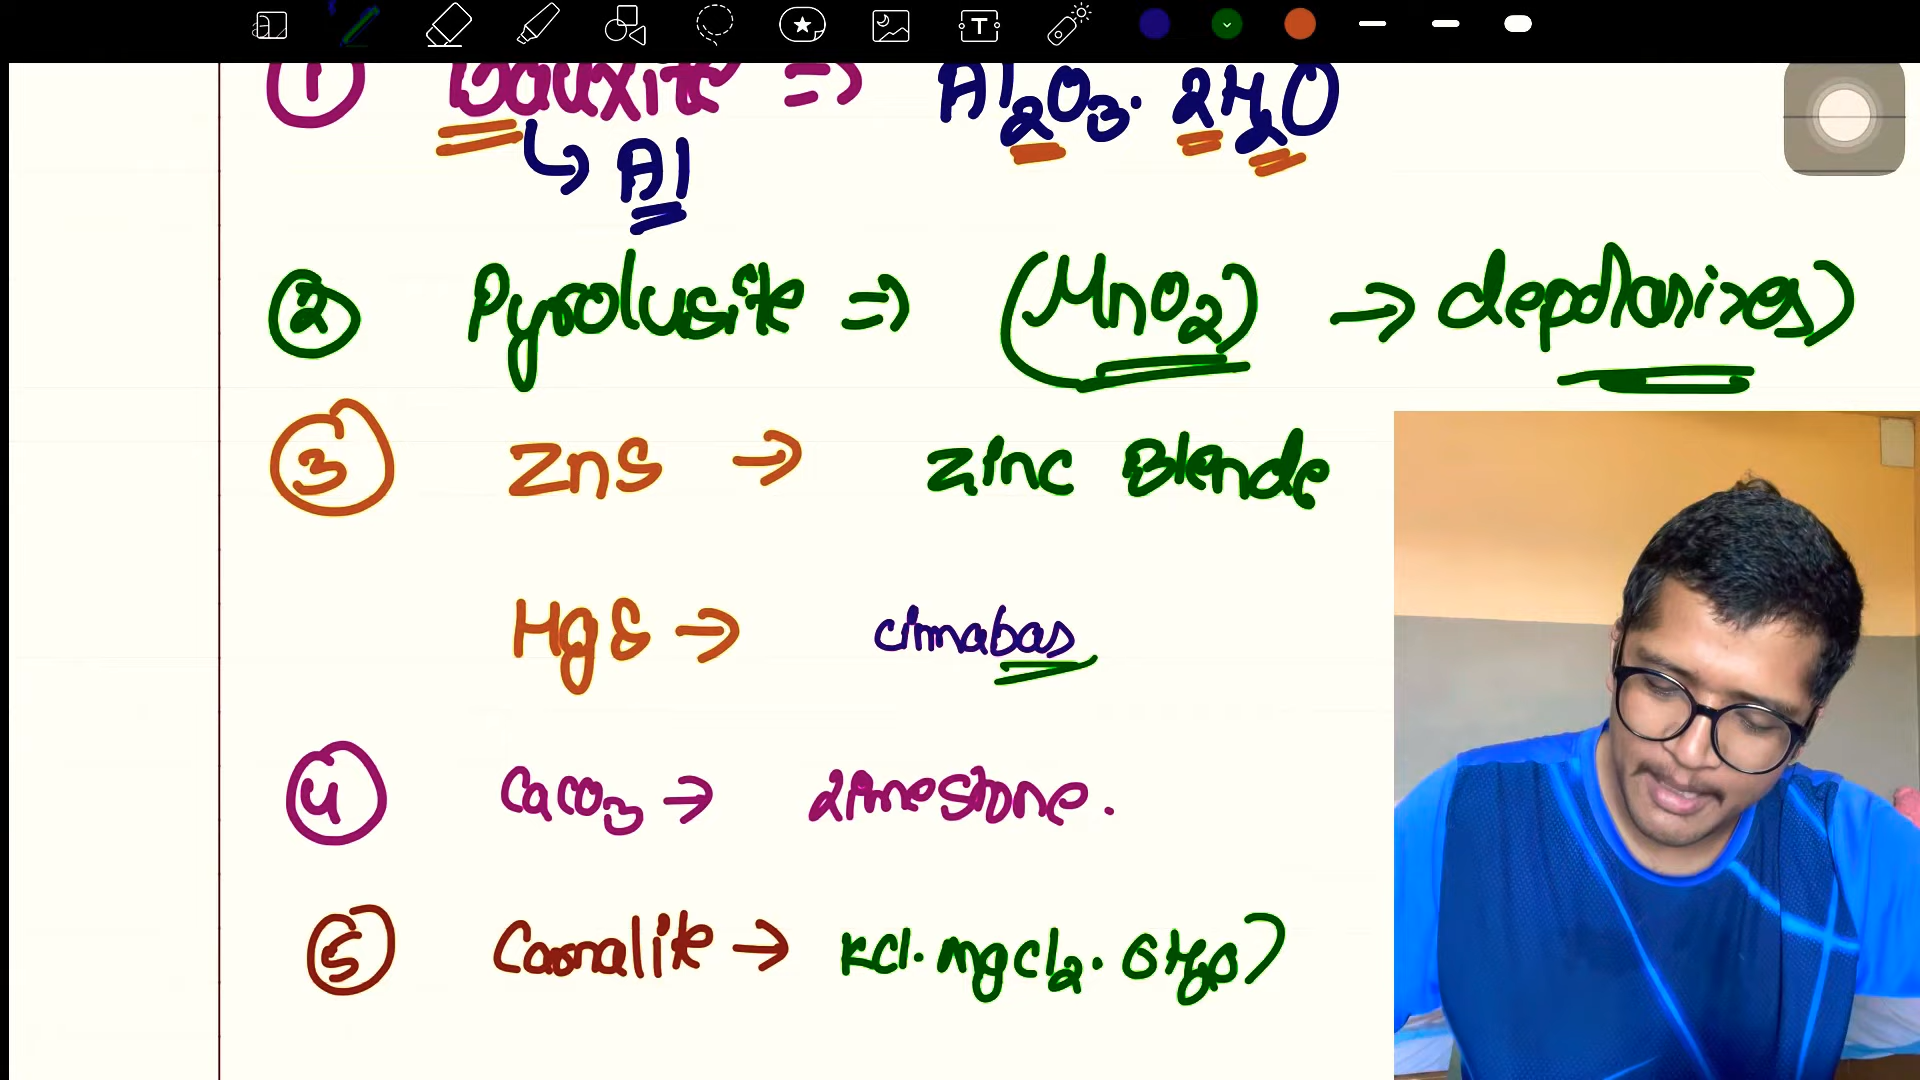 ① Bauxite => Al₂O₃. 2H₂O
↳ Al
② Pyrolusite => (MnO₂) → depolarizer)
③ ZnS → zinc Blende
HgS → cinnabar
④ CaCO₃ → Limestone.
⑤ Carnalite → KCl. MgCl₂. 6H₂O)